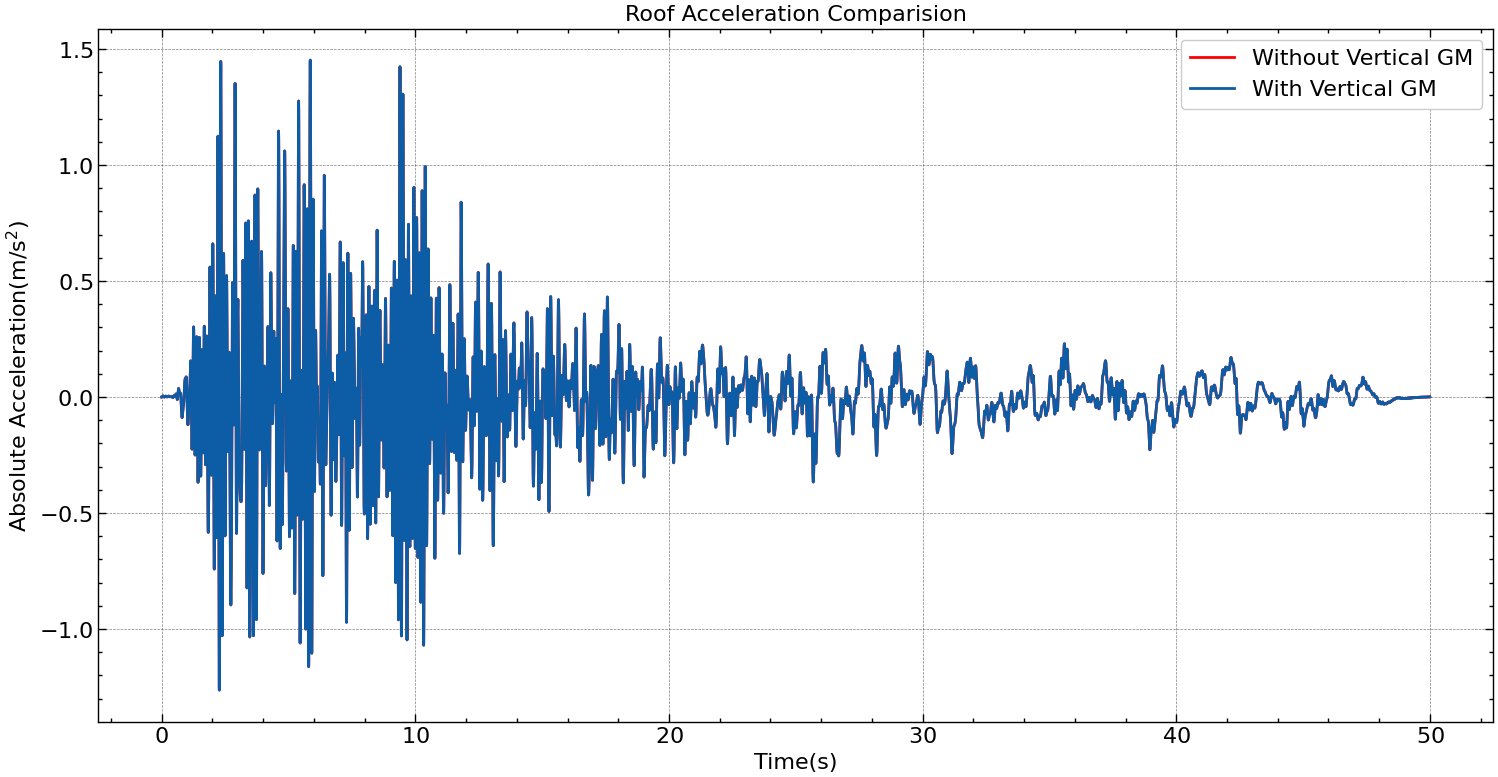 Roof Acceleration Comparision
Without Vertical GM
With Vertical GM
Absolute Acceleration(m/s²)
1.5
1.0
0.5
0.0
−0.5
−1.0
0 10 20 30 40 50
Time(s)